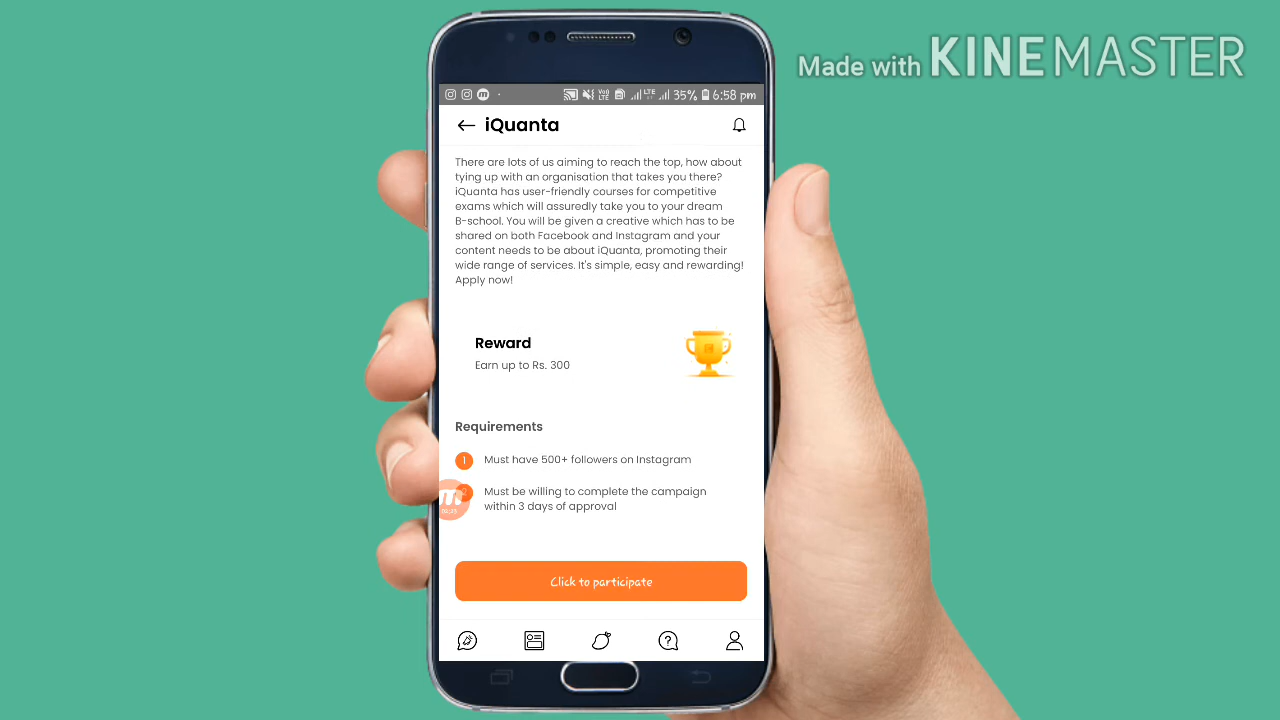 Made with KINEMASTER
35% 6:58 pm
iQuanta
There are lots of us aiming to reach the top, how about
tying up with an organisation that takes you there?
iQuanta has user-friendly courses for competitive
exams which will assuredly take you to your dream
B-school. You will be given a creative which has to be
shared on both Facebook and Instagram and your
content needs to be about iQuanta, promoting their
wide range of services. It's simple, easy and rewarding!
Apply now!
Reward
Earn up to Rs. 300
Requirements
1 Must have 500+ followers on Instagram
Must be willing to complete the campaign
within 3 days of approval
Click to participate